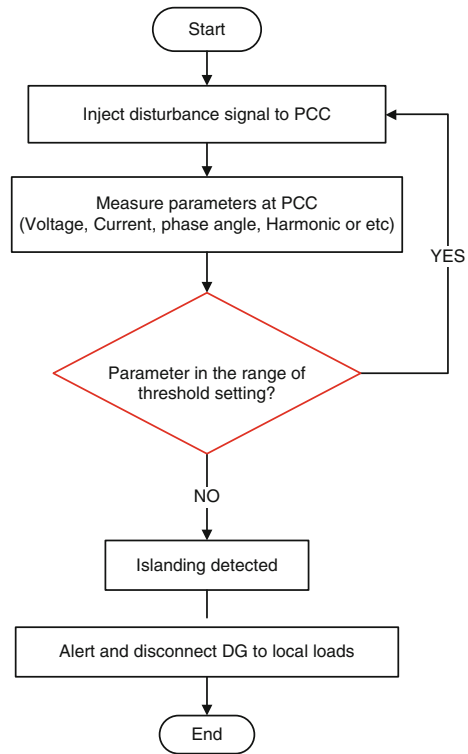 Start
Inject disturbance signal to PCC
Measure parameters at PCC
(Voltage, Current, phase angle, Harmonic or etc)
YES
Parameter in the range of
threshold setting?
NO
Islanding detected
Alert and disconnect DG to local loads
End